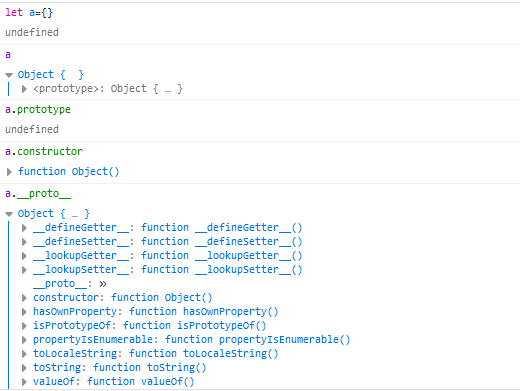 let a={}
undefined
a
Object {  }
<prototype>: Object { … }
a.prototype
undefined
a.constructor
function Object()
a.__proto__
Object { … }
__defineGetter__: function __defineGetter__()
__defineSetter__: function __defineSetter__()
__lookupGetter__: function __lookupGetter__()
__lookupSetter__: function __lookupSetter__()
__proto__: »
constructor: function Object()
hasOwnProperty: function hasOwnProperty()
isPrototypeOf: function isPrototypeOf()
propertyIsEnumerable: function propertyIsEnumerable()
toLocaleString: function toLocaleString()
toString: function toString()
valueOf: function valueOf()